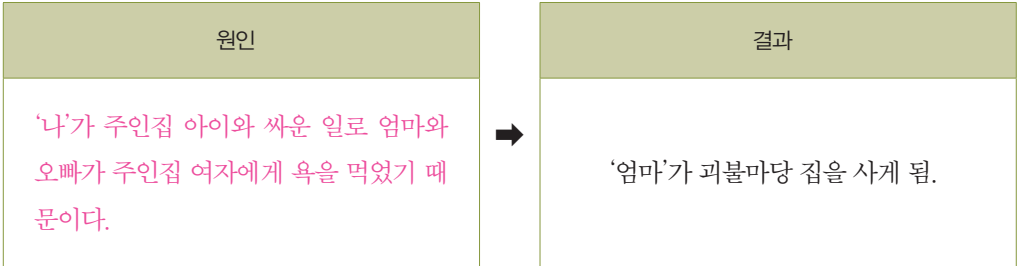 원인
‘나’가 주인집 아이와 싸운 일로 엄마와
오빠가 주인집 여자에게 욕을 먹었기 때
문이다.
결과
‘엄마’가 괴불마당 집을 사게 됨.